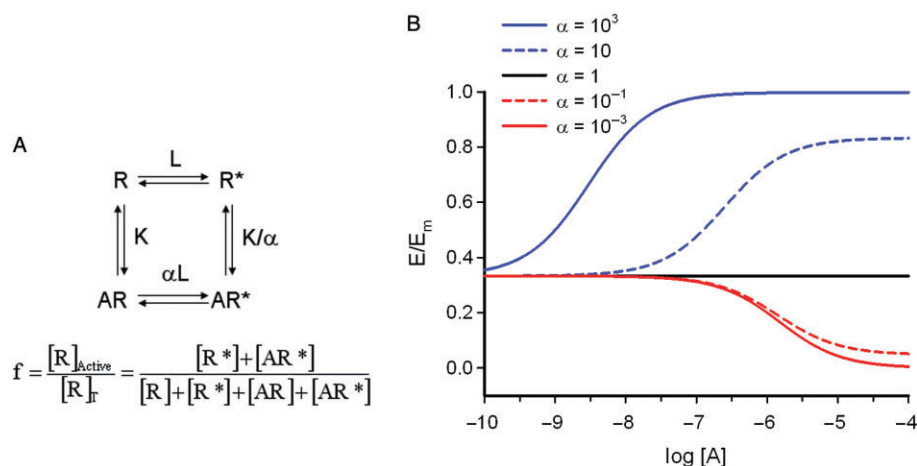 A
L
R R*
K K/α
αL
AR AR*
f = [R]Active / [R]T = [R*]+[AR*] / [R]+[R*]+[AR]+[AR*]
B
α = 10³
α = 10
α = 1
α = 10⁻¹
α = 10⁻³
E/Em
1.0
0.8
0.6
0.4
0.2
0.0
−10 −9 −8 −7 −6 −5 −4
log [A]